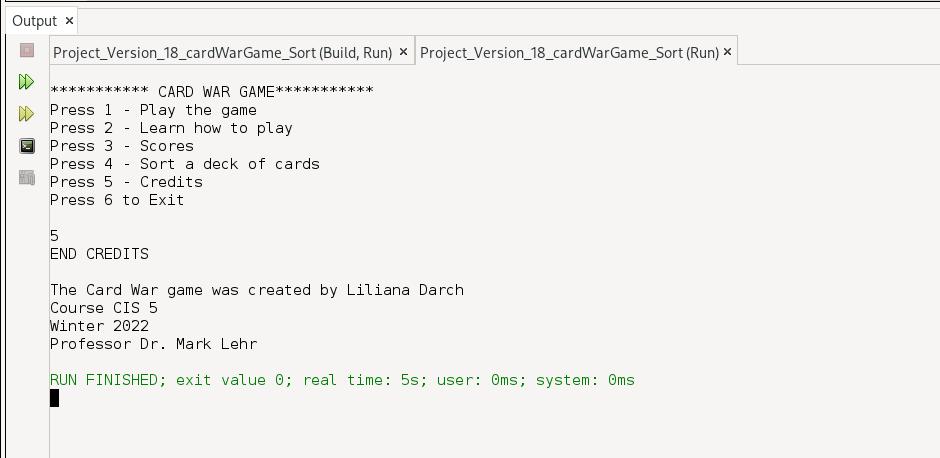 Output ×
Project_Version_18_cardWarGame_Sort (Build, Run) × Project_Version_18_cardWarGame_Sort (Run) ×
*********** CARD WAR GAME***********
Press 1 - Play the game
Press 2 - Learn how to play
Press 3 - Scores
Press 4 - Sort a deck of cards
Press 5 - Credits
Press 6 to Exit
5
END CREDITS
The Card War game was created by Liliana Darch
Course CIS 5
Winter 2022
Professor Dr. Mark Lehr
RUN FINISHED; exit value 0; real time: 5s; user: 0ms; system: 0ms